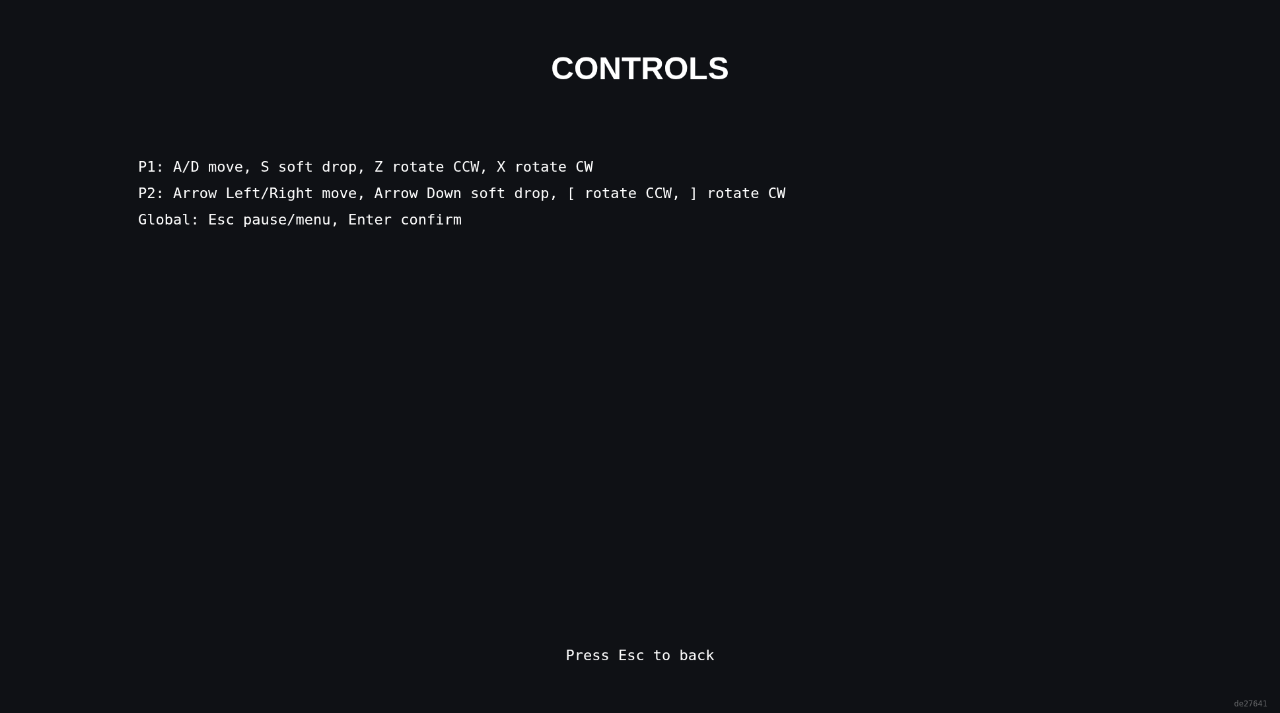 CONTROLS
P1: A/D move, S soft drop, Z rotate CCW, X rotate CW
P2: Arrow Left/Right move, Arrow Down soft drop, [ rotate CCW, ] rotate CW
Global: Esc pause/menu, Enter confirm
Press Esc to back
de27641